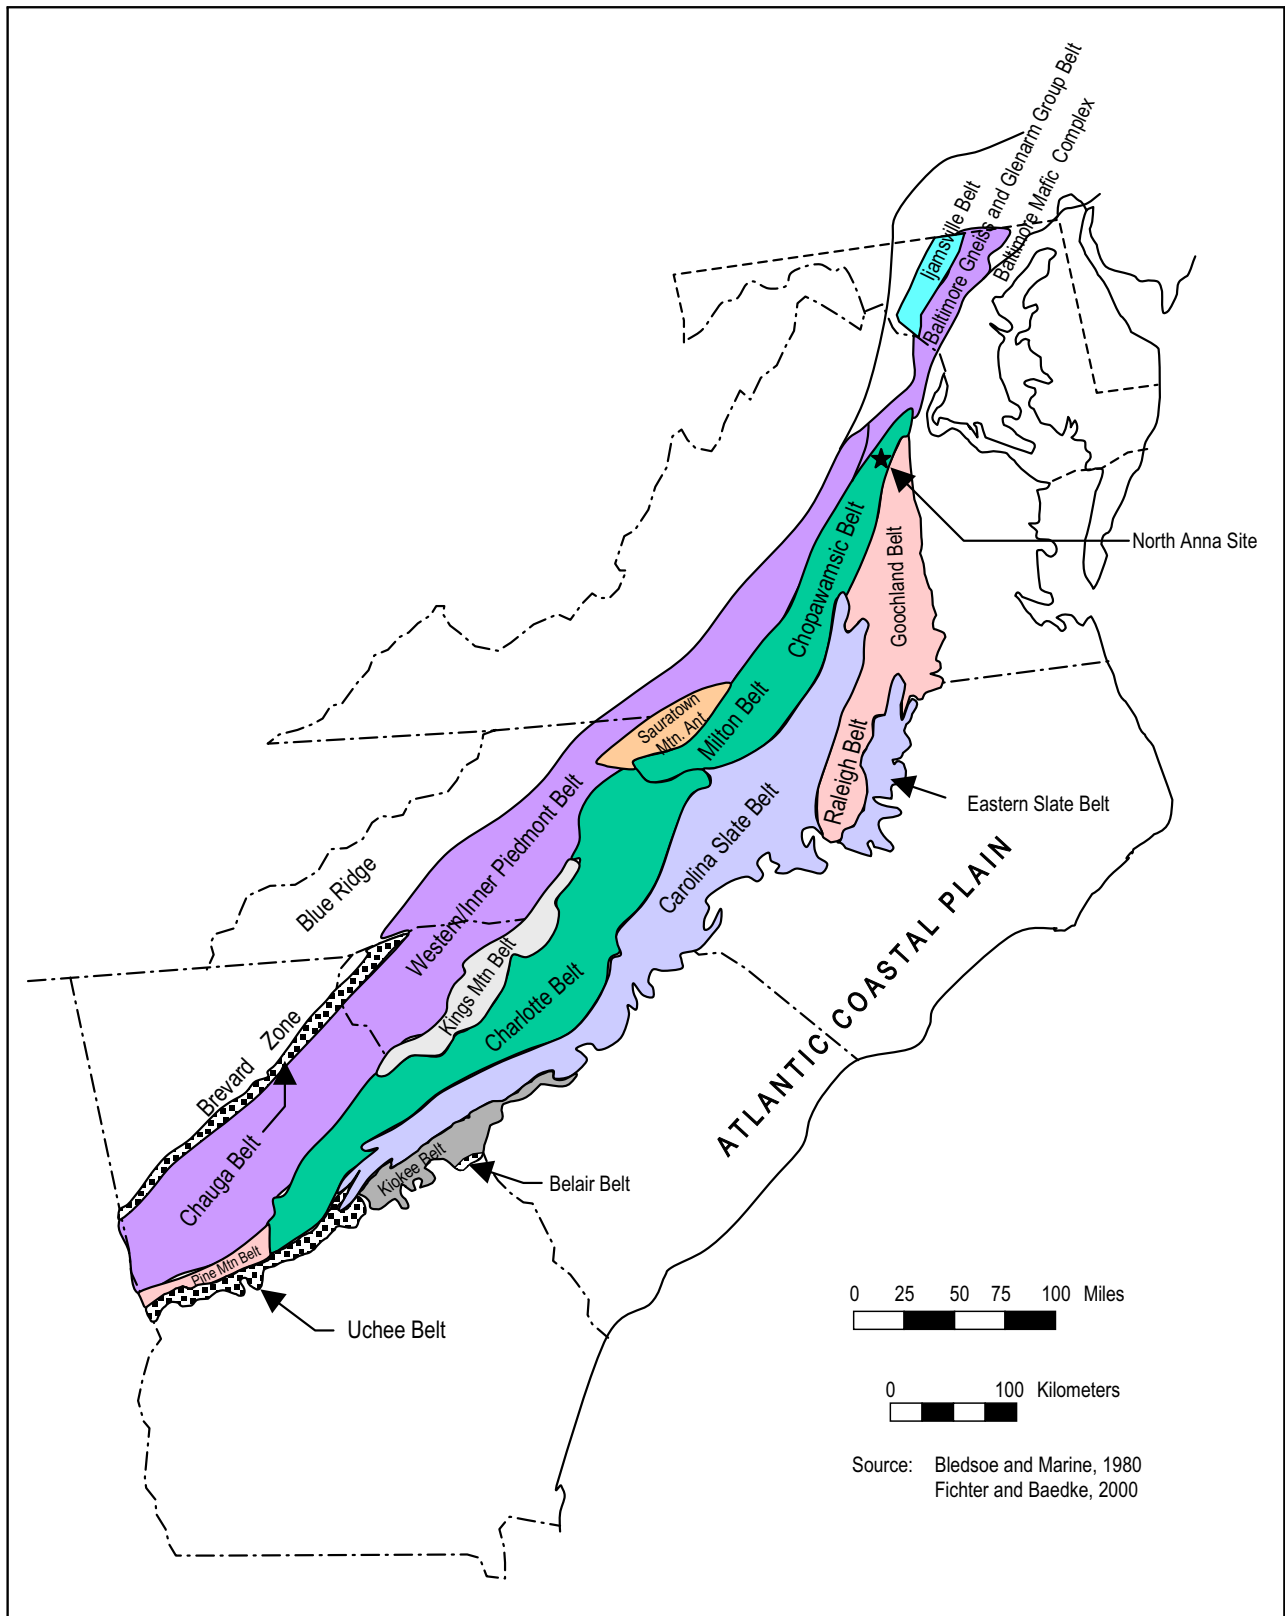 Baltimore Gneiss and Glenarm Group Belt
Baltimore Mafic Complex
Ijamsville Belt
North Anna Site
Chopawamsic Belt
Goochland Belt
Sauratown
Mtn. Ant
Milton Belt
Raleigh Belt
Eastern Slate Belt
Carolina Slate Belt
Western/Inner Piedmont Belt
Blue Ridge
Kings Mtn Belt
Charlotte Belt
ATLANTIC COASTAL PLAIN
Brevard Zone
Chauga Belt
Kiokee Belt
Belair Belt
Pine Mtn Belt
Uchee Belt
0 25 50 75 100 Miles
0 100 Kilometers
Source: Bledsoe and Marine, 1980
Fichter and Baedke, 2000